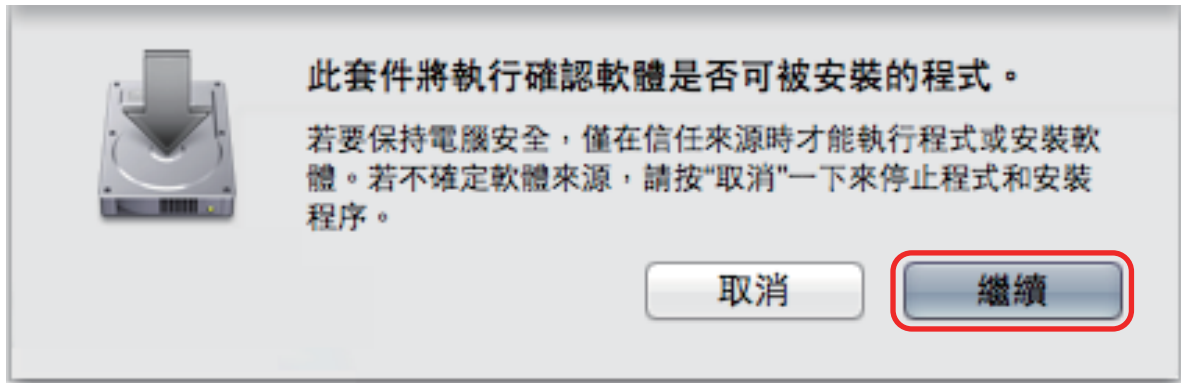 此套件將執行確認軟體是否可被安裝的程式。
若要保持電腦安全，僅在信任來源時才能執行程式或安裝軟
體。若不確定軟體來源，請按“取消”一下來停止程式和安裝
程序。
取消
繼續